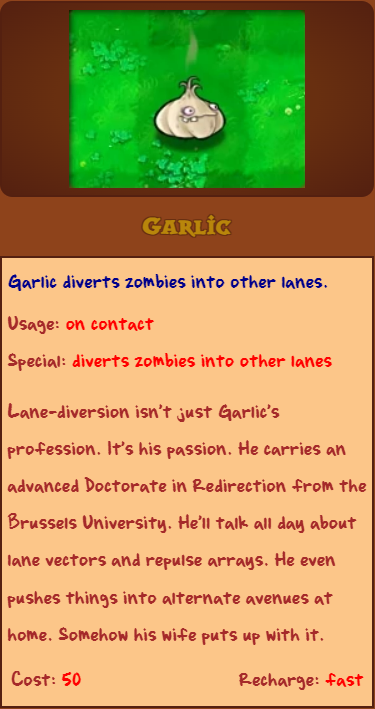 Garlic
Garlic diverts zombies into other lanes.
Usage: on contact
Special: diverts zombies into other lanes
Lane-diversion isn't just Garlic's
profession. It's his passion. He carries an
advanced Doctorate in Redirection from the
Brussels University. He'll talk all day about
lane vectors and repulse arrays. He even
pushes things into alternate avenues at
home. Somehow his wife puts up with it.
Cost: 50 Recharge: fast